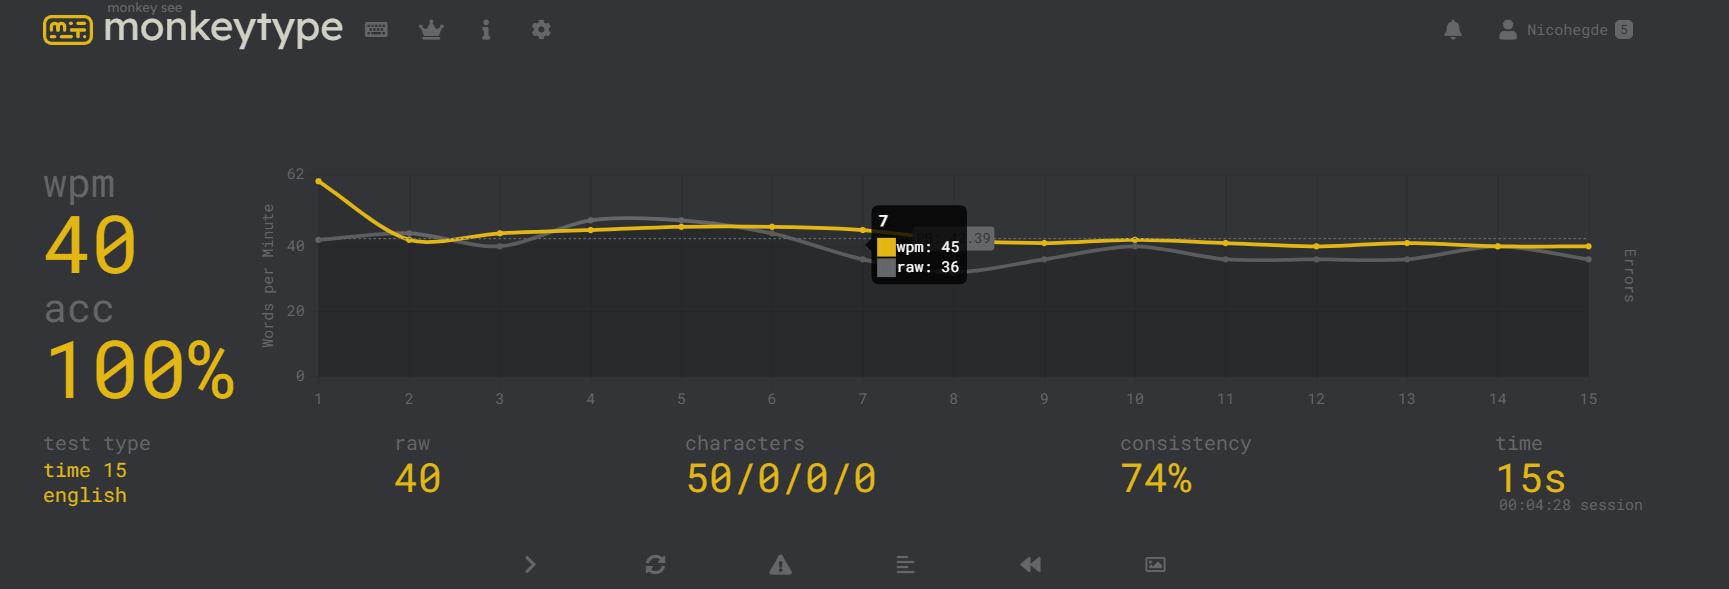 monkey see
monkeytype
Nicohegde 5
wpm
40
acc
100%
Words per Minute
62
40
20
0
7
wpm: 45
raw: 36
.39
Errors
1 2 3 4 5 6 7 8 9 10 11 12 13 14 15
test type
time 15
english
raw
40
characters
50/0/0/0
consistency
74%
time
15s
00:04:28 session